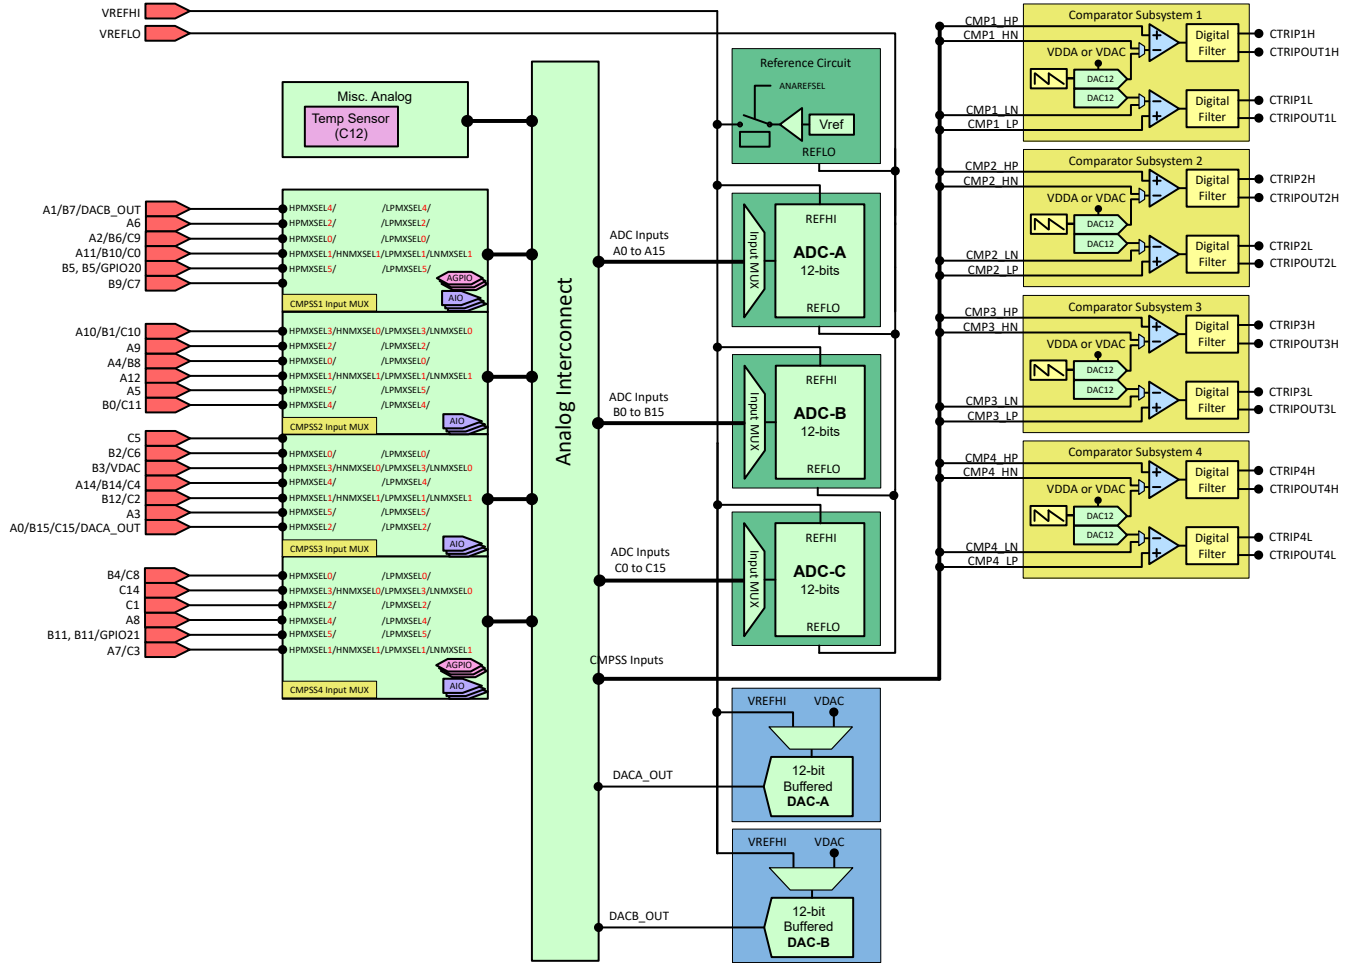 VREFHI
VREFLO
Misc. Analog
Temp Sensor
(C12)
A1/B7/DACB_OUT
A6
A2/B6/C9
A11/B10/C0
B5, B5/GPIO20
B9/C7
HPMXSEL4/ /LPMXSEL4/
HPMXSEL2/ /LPMXSEL2/
HPMXSEL0/ /LPMXSEL0/
HPMXSEL1/HNMXSEL1/LPMXSEL1/LNMXSEL1
HPMXSEL5/ /LPMXSEL5/
AGPIO
AIO
CMPSS1 Input MUX
A10/B1/C10
A9
A4/B8
A12
A5
B0/C11
HPMXSEL3/HNMXSEL0/LPMXSEL3/LNMXSEL0
HPMXSEL2/ /LPMXSEL2/
HPMXSEL0/ /LPMXSEL0/
HPMXSEL1/HNMXSEL1/LPMXSEL1/LNMXSEL1
HPMXSEL5/ /LPMXSEL5/
HPMXSEL4/ /LPMXSEL4/
AIO
CMPSS2 Input MUX
C5
B2/C6
B3/VDAC
A14/B14/C4
B12/C2
A3
A0/B15/C15/DACA_OUT
HPMXSEL0/ /LPMXSEL0/
HPMXSEL3/HNMXSEL0/LPMXSEL3/LNMXSEL0
HPMXSEL4/ /LPMXSEL4/
HPMXSEL1/HNMXSEL1/LPMXSEL1/LNMXSEL1
HPMXSEL5/ /LPMXSEL5/
HPMXSEL2/ /LPMXSEL2/
AIO
CMPSS3 Input MUX
B4/C8
C14
C1
A8
B11, B11/GPIO21
A7/C3
HPMXSEL0/ /LPMXSEL0/
HPMXSEL3/HNMXSEL0/LPMXSEL3/LNMXSEL0
HPMXSEL2/ /LPMXSEL2/
HPMXSEL4/ /LPMXSEL4/
HPMXSEL5/ /LPMXSEL5/
HPMXSEL1/HNMXSEL1/LPMXSEL1/LNMXSEL1
AGPIO
AIO
CMPSS4 Input MUX
Analog Interconnect
Reference Circuit
ANAREFSEL
Vref
REFLO
ADC Inputs
A0 to A15
Input MUX
REFHI
ADC-A
12-bits
REFLO
ADC Inputs
B0 to B15
Input MUX
REFHI
ADC-B
12-bits
REFLO
ADC Inputs
C0 to C15
Input MUX
REFHI
ADC-C
12-bits
REFLO
CMPSS Inputs
VREFHI
VDAC
DACA_OUT
12-bit
Buffered
DAC-A
VREFHI
VDAC
DACB_OUT
12-bit
Buffered
DAC-B
Comparator Subsystem 1
CMP1_HP
CMP1_HN
VDDA or VDAC
DAC12
DAC12
CMP1_LN
CMP1_LP
Digital
Filter
Digital
Filter
CTRIP1H
CTRIPOUT1H
CTRIP1L
CTRIPOUT1L
Comparator Subsystem 2
CMP2_HP
CMP2_HN
VDDA or VDAC
DAC12
DAC12
CMP2_LN
CMP2_LP
Digital
Filter
Digital
Filter
CTRIP2H
CTRIPOUT2H
CTRIP2L
CTRIPOUT2L
Comparator Subsystem 3
CMP3_HP
CMP3_HN
VDDA or VDAC
DAC12
DAC12
CMP3_LN
CMP3_LP
Digital
Filter
Digital
Filter
CTRIP3H
CTRIPOUT3H
CTRIP3L
CTRIPOUT3L
Comparator Subsystem 4
CMP4_HP
CMP4_HN
VDDA or VDAC
DAC12
DAC12
CMP4_LN
CMP4_LP
Digital
Filter
Digital
Filter
CTRIP4H
CTRIPOUT4H
CTRIP4L
CTRIPOUT4L